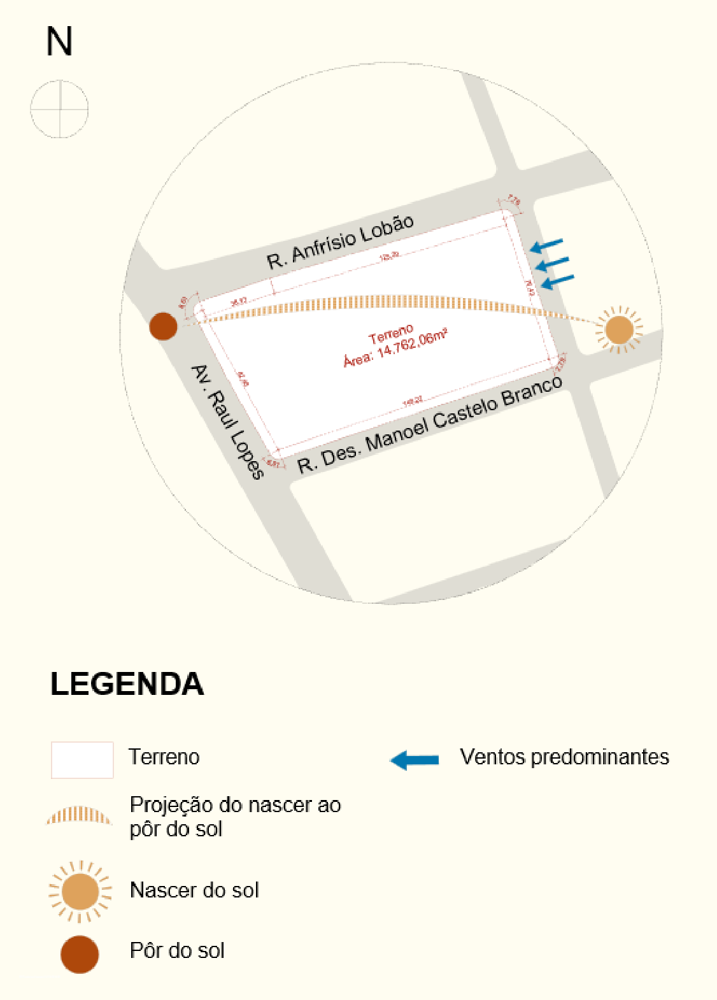 N
R. Anfrísio Lobão
Terreno
Área: 14.762,06m²
Av. Raul Lopes
R. Des. Manoel Castelo Branco
LEGENDA
Terreno
Ventos predominantes
Projeção do nascer ao
pôr do sol
Nascer do sol
Pôr do sol